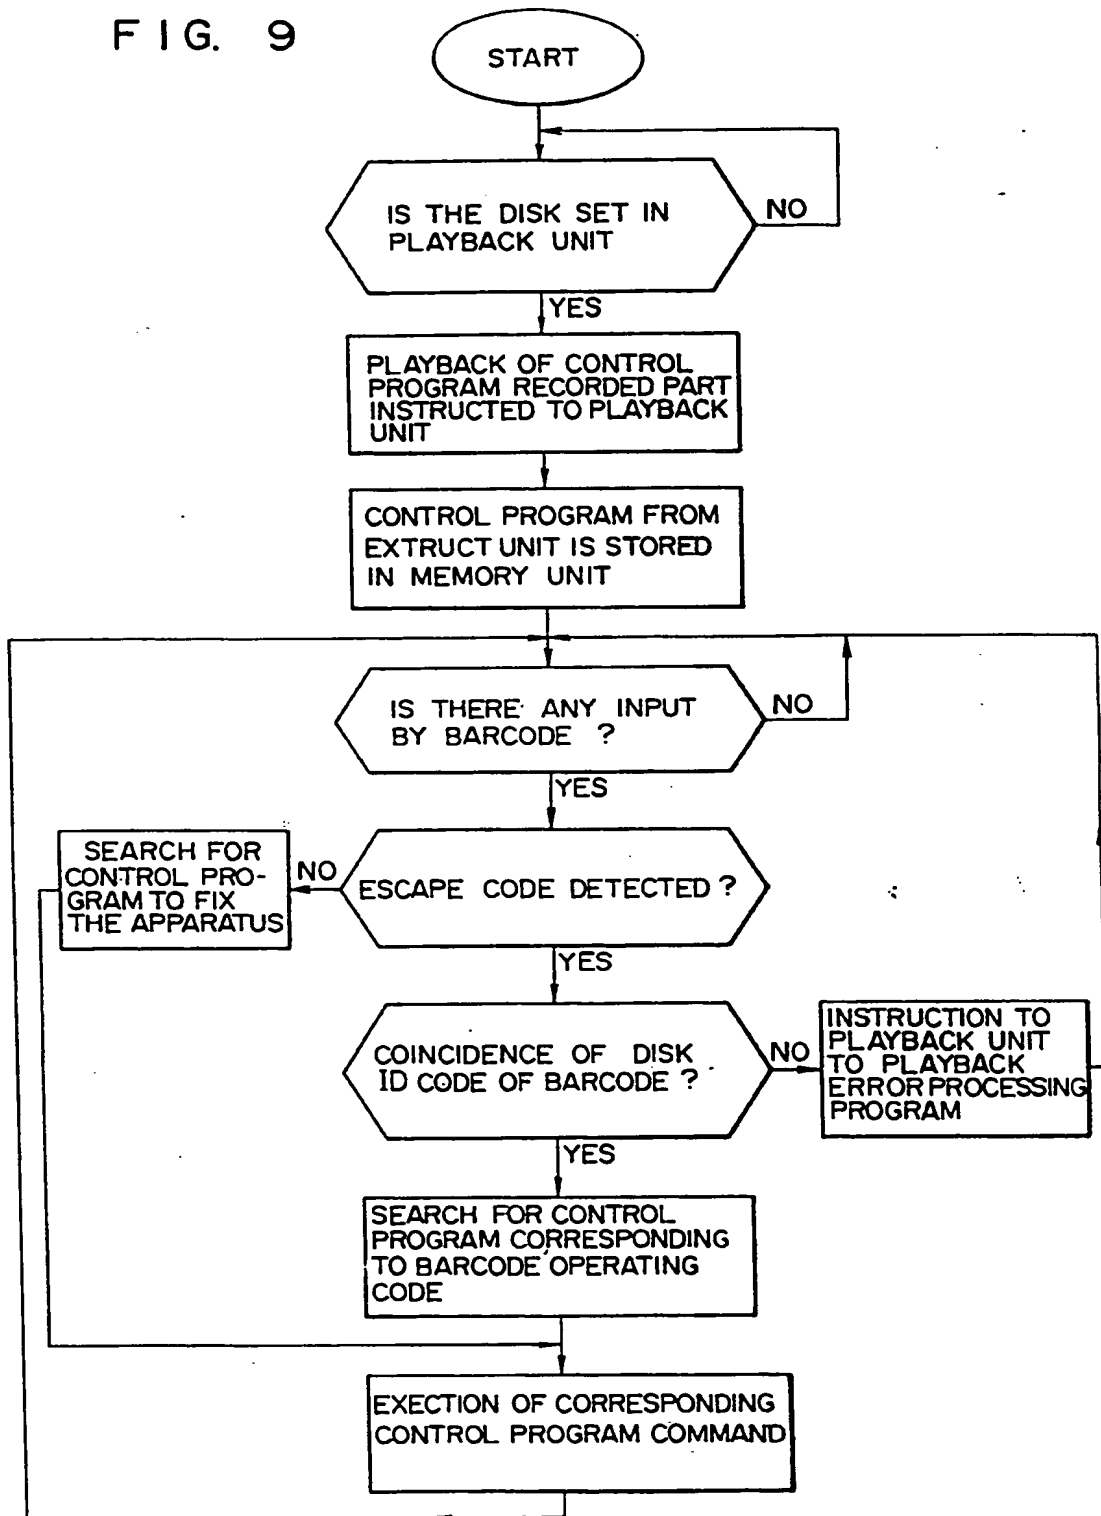 FIG. 9
START
IS THE DISK SET IN
PLAYBACK UNIT
NO
YES
PLAYBACK OF CONTROL
PROGRAM RECORDED PART
INSTRUCTED TO PLAYBACK
UNIT
CONTROL PROGRAM FROM
EXTRUCT UNIT IS STORED
IN MEMORY UNIT
IS THERE ANY INPUT
BY BARCODE ?
NO
YES
ESCAPE CODE DETECTED ?
NO
SEARCH FOR
CONTROL PRO-
GRAM TO FIX
THE APPARATUS
YES
COINCIDENCE OF DISK
ID CODE OF BARCODE ?
NO
INSTRUCTION TO
PLAYBACK UNIT
TO PLAYBACK
ERROR PROCESSING
PROGRAM
YES
SEARCH FOR CONTROL
PROGRAM CORRESPONDING
TO BARCODE OPERATING
CODE
EXECTION OF CORRESPONDING
CONTROL PROGRAM COMMAND